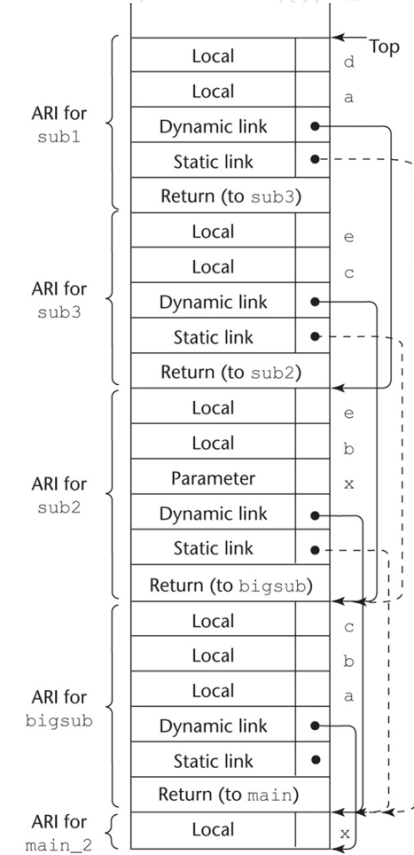 Top
Local
d
Local
a
ARI for
sub1
Dynamic link
Static link
Return (to sub3)
Local
e
Local
c
ARI for
sub3
Dynamic link
Static link
Return (to sub2)
Local
e
Local
b
Parameter
x
ARI for
sub2
Dynamic link
Static link
Return (to bigsub)
Local
c
Local
b
Local
a
ARI for
bigsub
Dynamic link
Static link
Return (to main)
ARI for
main_2
Local
x